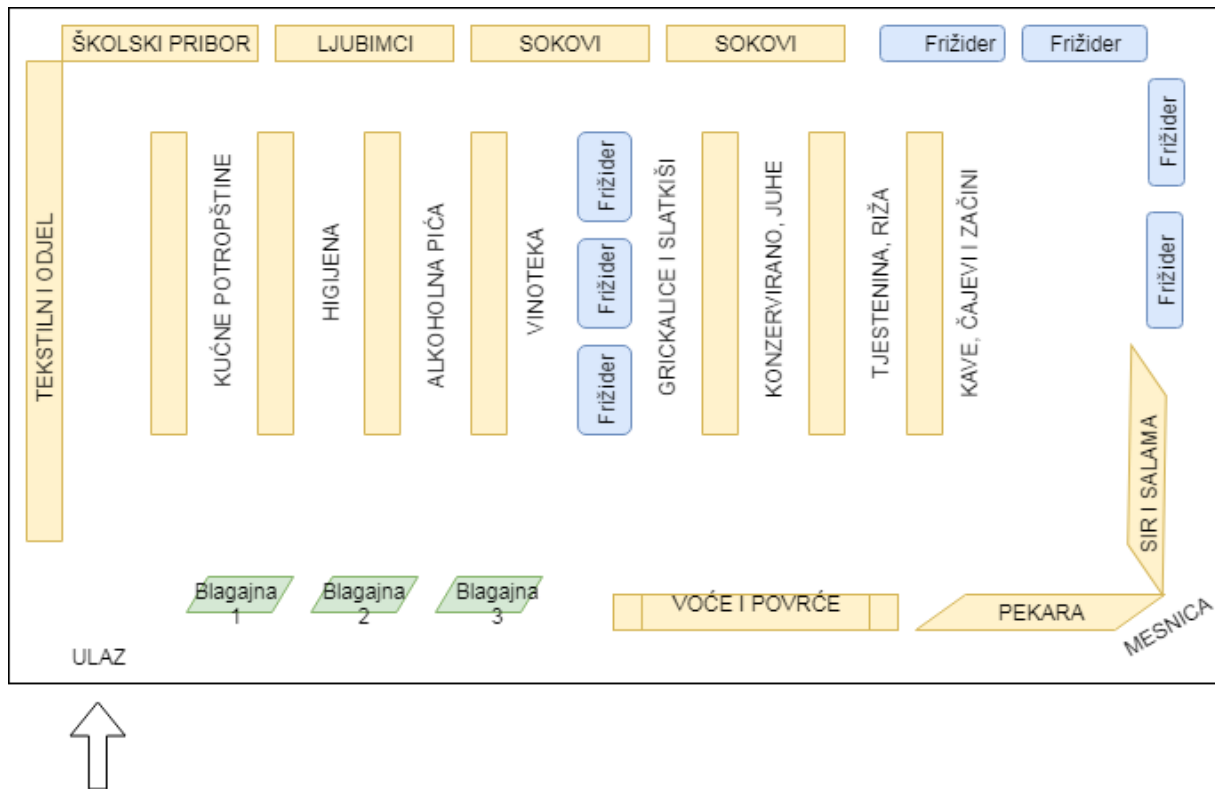 ŠKOLSKI PRIBOR
LJUBIMCI
SOKOVI
SOKOVI
Frižider
Frižider
TEKSTILN I ODJEL
KUĆNE POTROPŠTINE
HIGIJENA
ALKOHOLNA PIĆA
VINOTEKA
Frižider
Frižider
Frižider
GRICKALICE I SLATKIŠI
KONZERVIRANO, JUHE
TJESTENINA, RIŽA
KAVE, ČAJEVI I ZAČINI
Frižider
Frižider
SIR I SALAMA
Blagajna
1
Blagajna
2
Blagajna
3
VOĆE I POVRĆE
PEKARA
MESNICA
ULAZ